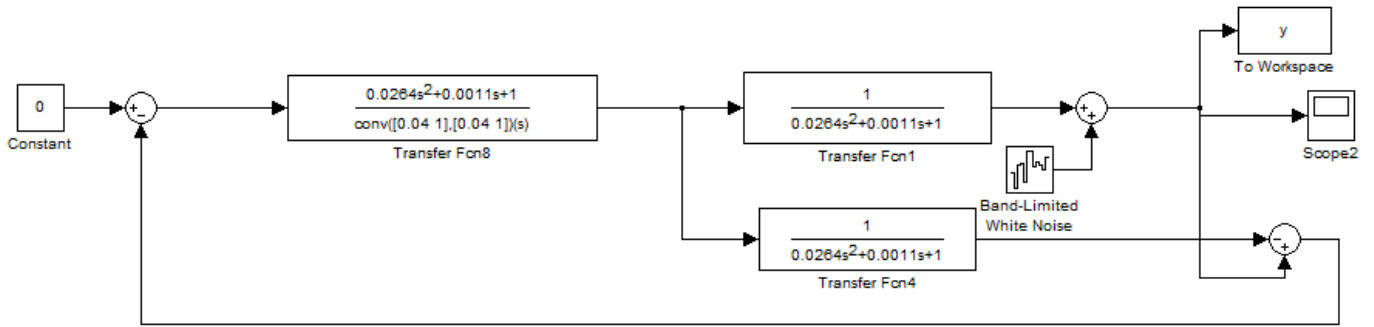 y
To Workspace
0
Constant
+
−
0.0264s²+0.0011s+1
conv([0.04 1],[0.04 1])(s)
Transfer Fcn8
1
0.0264s²+0.0011s+1
Transfer Fcn1
+
+
Scope2
Band-Limited
White Noise
1
0.0264s²+0.0011s+1
Transfer Fcn4
−
+